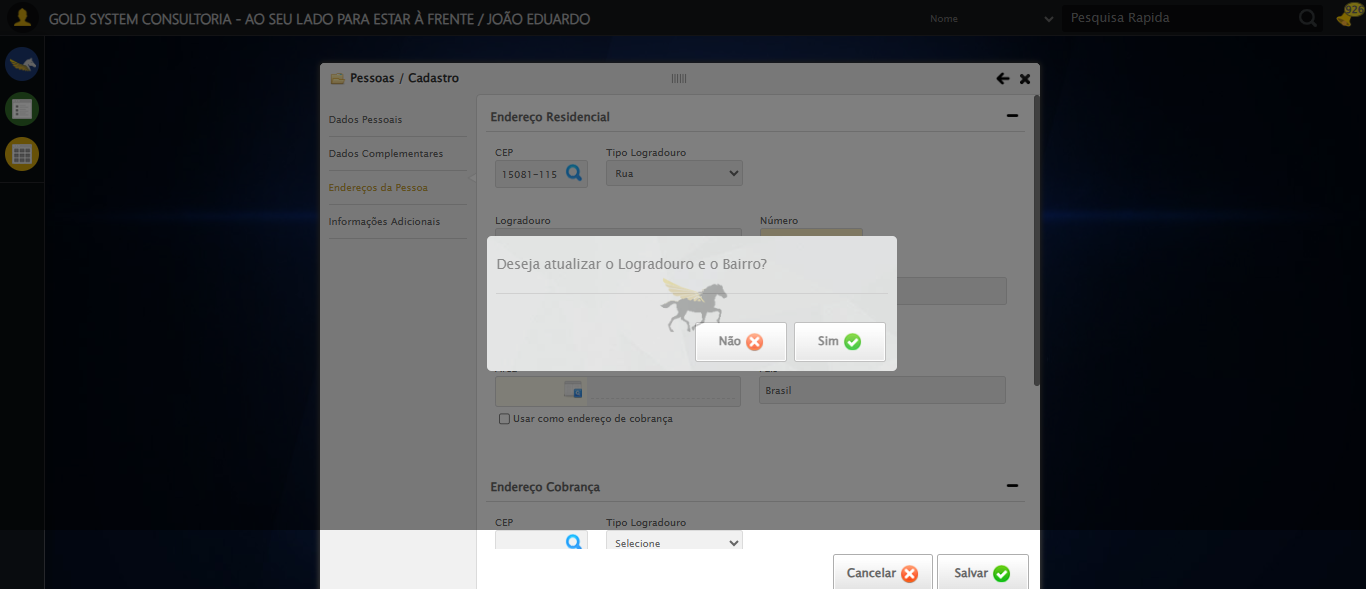 GOLD SYSTEM CONSULTORIA - AO SEU LADO PARA ESTAR À FRENTE / JOÃO EDUARDO
Nome
Pesquisa Rapida
926
Pessoas / Cadastro
Dados Pessoais
Dados Complementares
Endereços da Pessoa
Informações Adicionais
Endereço Residencial
CEP
Tipo Logradouro
15081-115
Rua
Logradouro
Número
Deseja atualizar o Logradouro e o Bairro?
Não
Sim
Brasil
Usar como endereço de cobrança
Endereço Cobrança
CEP
Tipo Logradouro
Selecione
Cancelar
Salvar